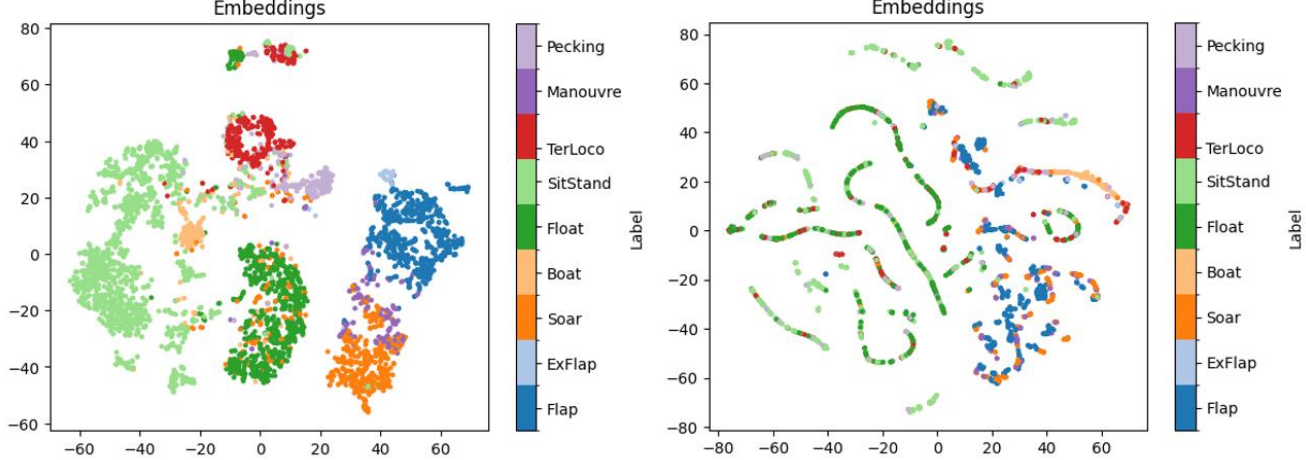 Embeddings
80
60
40
20
0
−20
−40
−60
−60 −40 −20 0 20 40 60
Pecking
Manouvre
TerLoco
SitStand
Float
Boat
Soar
ExFlap
Flap
Label
Embeddings
80
60
40
20
0
−20
−40
−60
−80
−80 −60 −40 −20 0 20 40 60
Pecking
Manouvre
TerLoco
SitStand
Float
Boat
Soar
ExFlap
Flap
Label